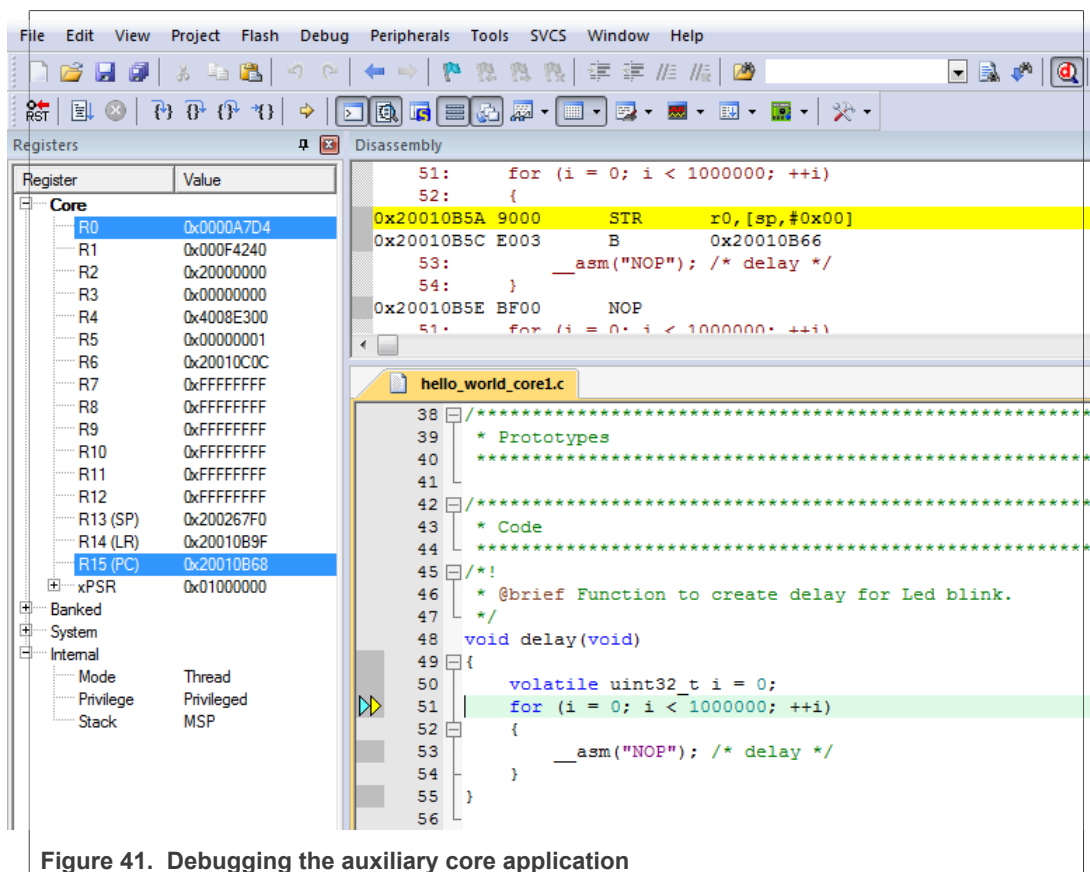 File Edit View Project Flash Debug Peripherals Tools SVCS Window Help
RST
Registers
Register Value
Core
R0 0x0000A7D4
R1 0x000F4240
R2 0x20000000
R3 0x00000000
R4 0x4008E300
R5 0x00000001
R6 0x20010C0C
R7 0xFFFFFFFF
R8 0xFFFFFFFF
R9 0xFFFFFFFF
R10 0xFFFFFFFF
R11 0xFFFFFFFF
R12 0xFFFFFFFF
R13 (SP) 0x200267F0
R14 (LR) 0x20010B9F
R15 (PC) 0x20010B68
xPSR 0x01000000
Banked
System
Internal
Mode Thread
Privilege Privileged
Stack MSP
Disassembly
51: for (i = 0; i < 1000000; ++i)
52: {
0x20010B5A 9000 STR r0,[sp,#0x00]
0x20010B5C E003 B 0x20010B66
53: __asm("NOP"); /* delay */
54: }
0x20010B5E BF00 NOP
51: for (i = 0; i < 1000000; ++i)
hello_world_core1.c
38 /*******************************************************
39 * Prototypes
40 *******************************************************
41
42 /*******************************************************
43 * Code
44 *******************************************************
45 /*!
46 * @brief Function to create delay for Led blink.
47 */
48 void delay(void)
49 {
50 volatile uint32_t i = 0;
51 for (i = 0; i < 1000000; ++i)
52 {
53 __asm("NOP"); /* delay */
54 }
55 }
56
Figure 41. Debugging the auxiliary core application